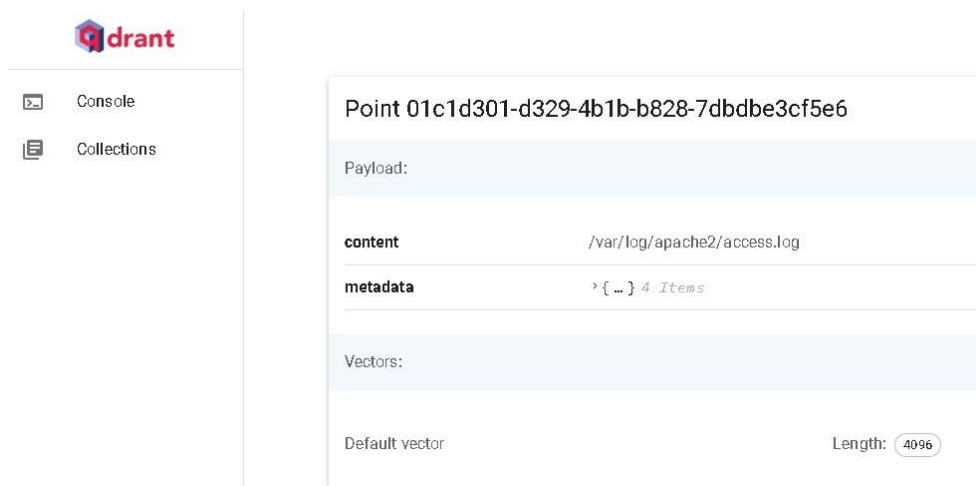 qdrant
Console
Collections
Point 01c1d301-d329-4b1b-b828-7dbdbe3cf5e6
Payload:
content /var/log/apache2/access.log
metadata {…} 4 Items
Vectors:
Default vector Length: 4096